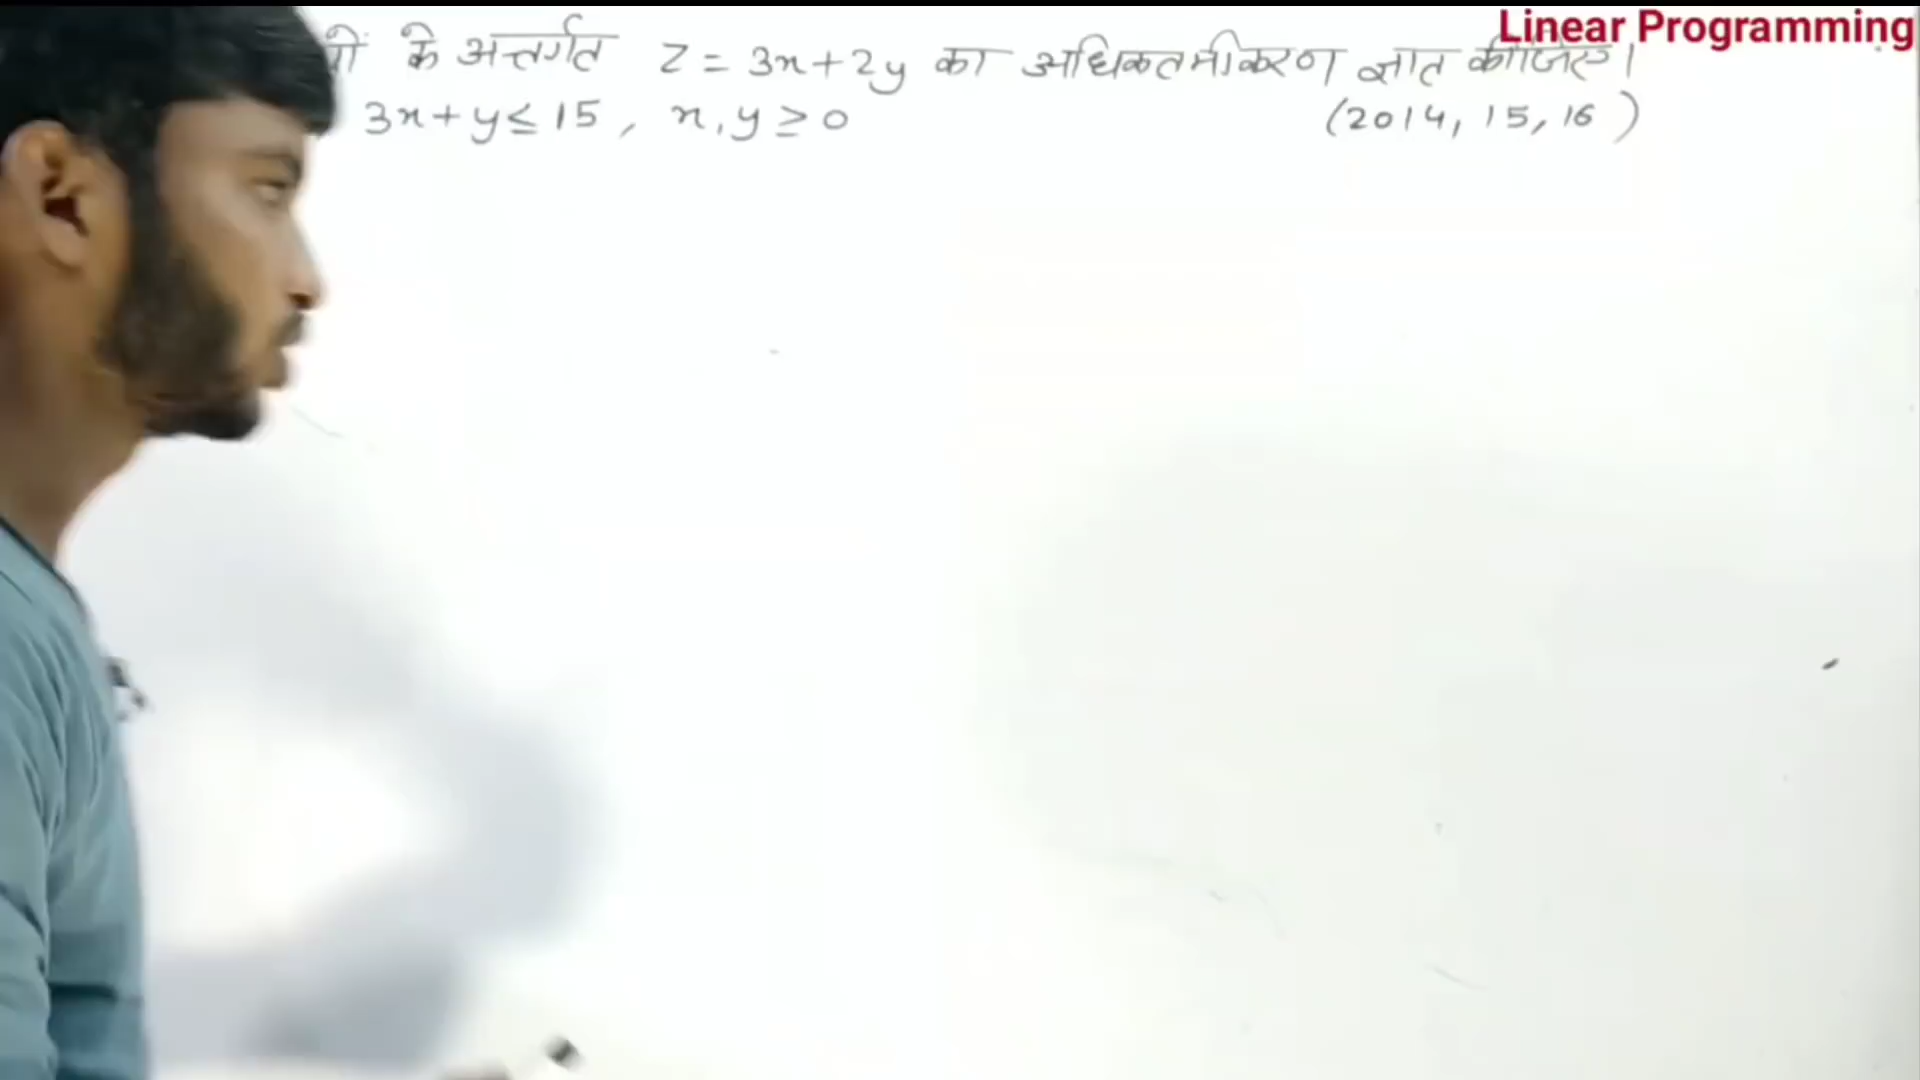 Linear Programming
के अन्तर्गत Z = 3x + 2y का अधिकतमीकरण ज्ञात कीजिए।
3x + y ≤ 15 , x, y ≥ 0 (2014, 15, 16 )